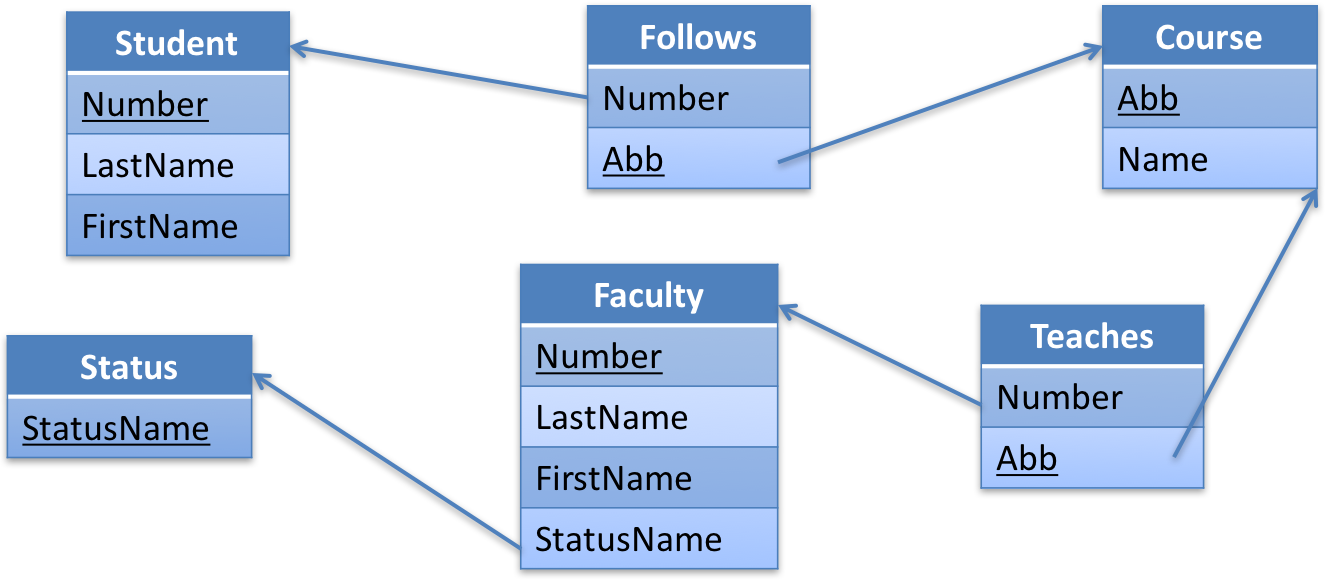 Student
Number
LastName
FirstName
Follows
Number
Abb
Course
Abb
Name
Status
StatusName
Faculty
Number
LastName
FirstName
StatusName
Teaches
Number
Abb